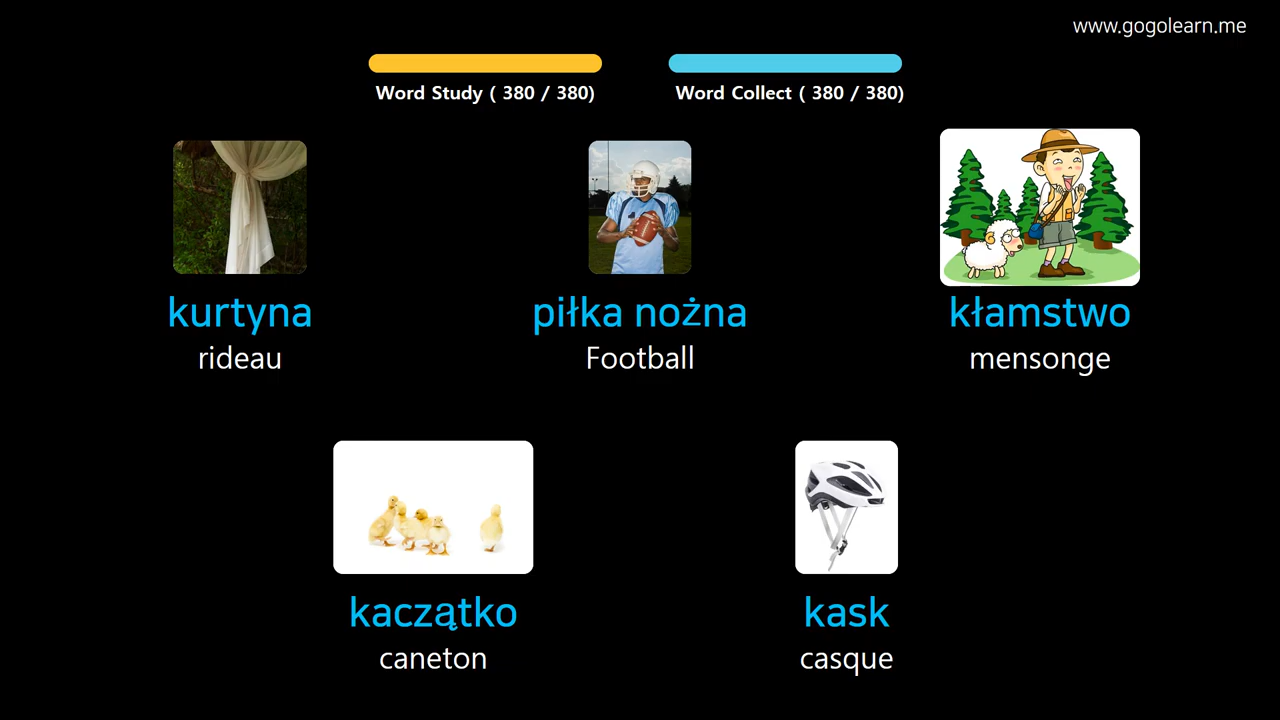 www.gogolearn.me
Word Study ( 380 / 380)
Word Collect ( 380 / 380)
kurtyna
rideau
piłka nożna
Football
kłamstwo
mensonge
kaczątko
caneton
kask
casque